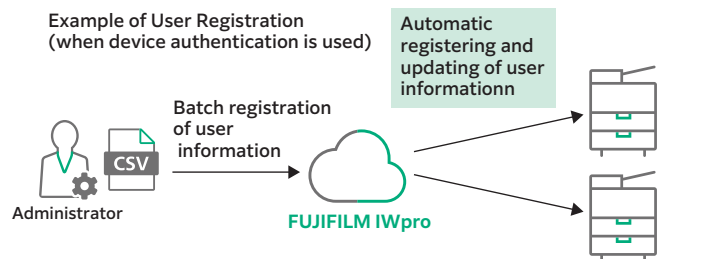 Example of User Registration
(when device authentication is used)
Automatic
registering and
updating of user
informationn
Batch registration
of user
information
CSV
Administrator
FUJIFILM IWpro